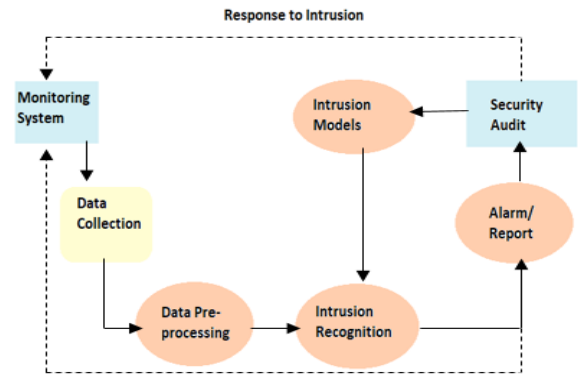 Response to Intrusion
Monitoring
System
Intrusion
Models
Security
Audit
Data
Collection
Alarm/
Report
Data Pre-
processing
Intrusion
Recognition